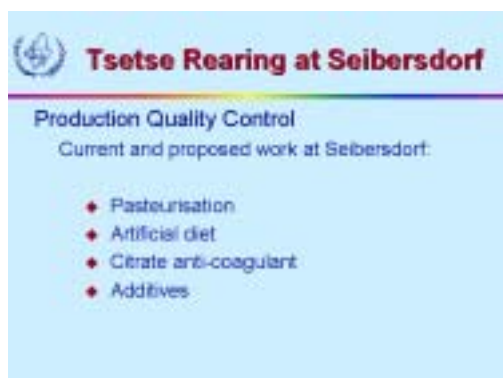 Tsetse Rearing at Seibersdorf
Production Quality Control
Current and proposed work at Seibersdorf:
Pasteurisation
Artificial diet
Citrate anti-coagulant
Additives